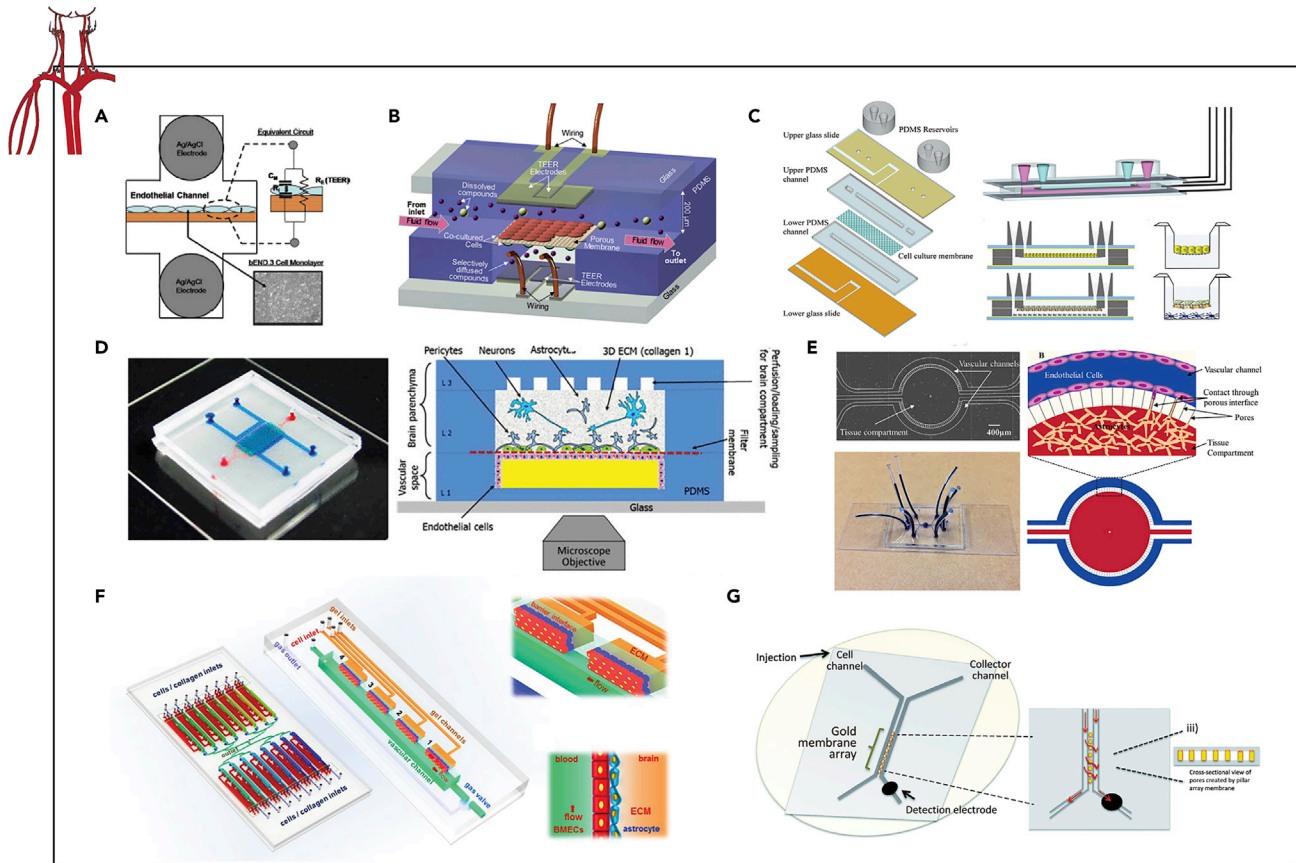 A
Ag/AgCl
Electrode
Equivalent Circuit
Endothelial Channel
(TEER)
bEND.3 Cell Monolayer
Ag/AgCl
Electrode
B
Wiring
TEER
Electrodes
Glass
PDMS
Dissolved
compounds
200 μm
From
inlet
Fluid flow
Co-cultured
Cells
Porous
Membrane
Fluid flow
To
outlet
Selectively
diffused
compounds
TEER
Electrodes
Wiring
Glass
C
PDMS Reservoirs
Upper glass slide
Upper PDMS
channel
Lower PDMS
channel
Cell culture membrane
Lower glass slide
D
Pericytes
Neurons
3D ECM (collagen 1)
Perfusion/loading/sampling
for brain compartment
Brain parenchyma
L 3
L 2
Filter
membrane
Vascular
space
L 1
PDMS
Glass
Endothelial cells
Microscope
Objective
E
Vascular channels
Tissue compartment
400μm
B
Endothelial Cells
Vascular channel
Contact through
porous interface
Pores
Astrocytes
Tissue
Compartment
F
cells / collagen inlets
outlet
cells / collagen inlets
gel inlets
cell inlet
gas outlet
4
3
2
1
gel channels
vascular channel
gas valve
barrier interface
ECM
flow
blood
brain
flow
ECM
BMECs
astrocyte
G
Injection
Cell
channel
Collector
channel
Gold
membrane
array
Detection electrode
iii)
Cross-sectional view of
pores created by pillar
array membrane